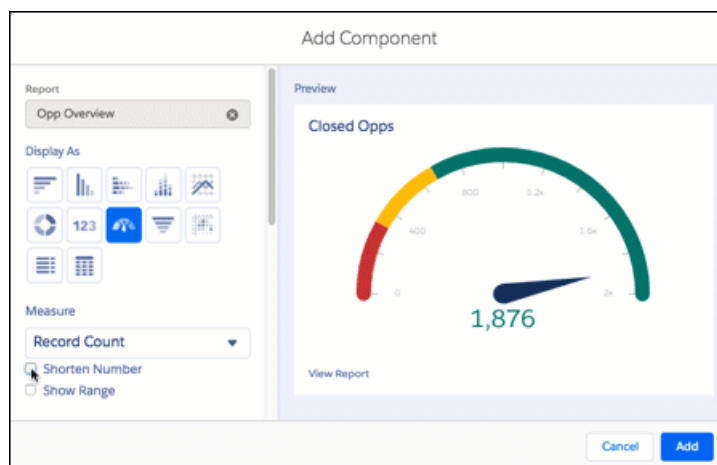 Add Component
Report
Opp Overview
Display As
123
Measure
Record Count
Shorten Number
Show Range
Preview
Closed Opps
0
400
800
1.2k
1.6k
2k
1,876
View Report
Cancel
Add